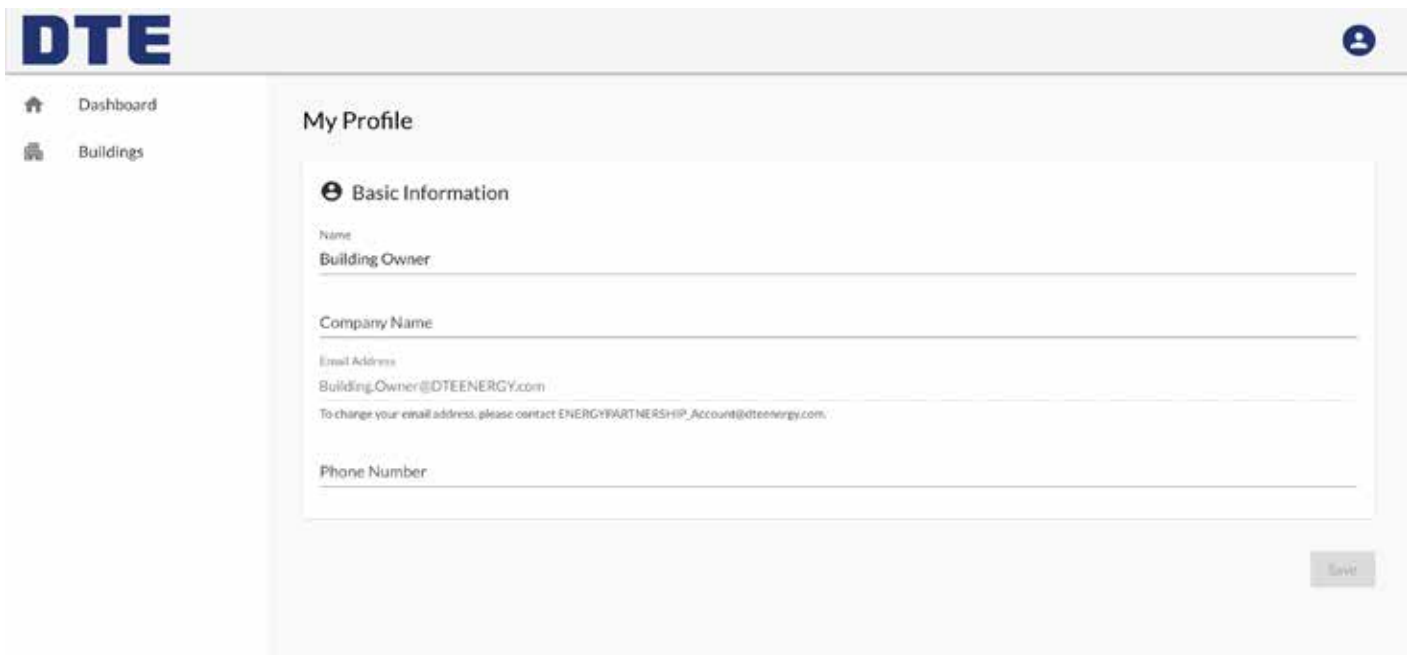 DTE
Dashboard
Buildings
My Profile
Basic Information
Name
Building Owner
Company Name
Email Address
Building.Owner@DTEENERGY.com
To change your email address, please contact ENERGYPARTNERSHIP_Account@dteenergy.com.
Phone Number
Save